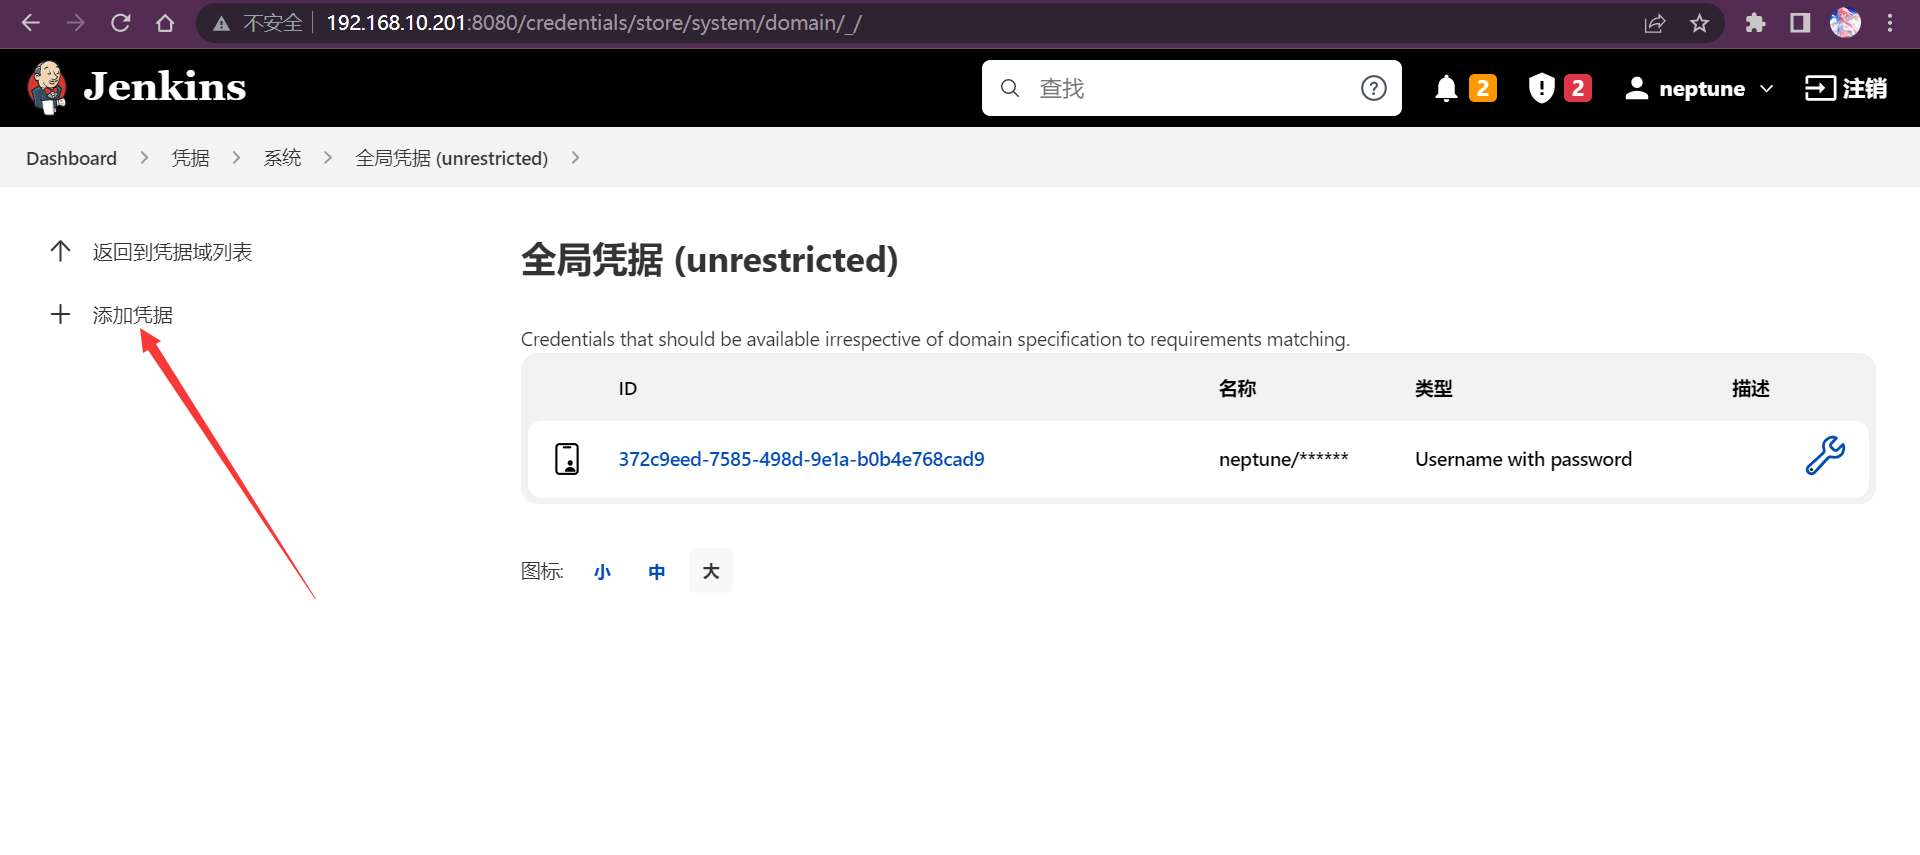 不安全 192.168.10.201:8080/credentials/store/system/domain/_/
Jenkins 查找 2 2 neptune 注销
Dashboard 凭据 系统 全局凭据 (unrestricted)
返回到凭据域列表
添加凭据
全局凭据 (unrestricted)
Credentials that should be available irrespective of domain specification to requirements matching.
ID 名称 类型 描述
372c9eed-7585-498d-9e1a-b0b4e768cad9 neptune/****** Username with password
图标: 小 中 大